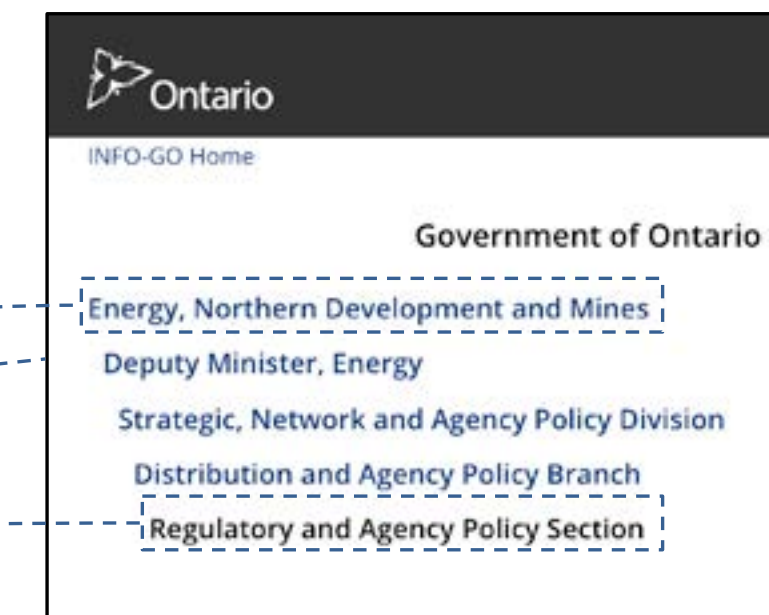 Ontario
INFO-GO Home
Government of Ontario
Energy, Northern Development and Mines
Deputy Minister, Energy
Strategic, Network and Agency Policy Division
Distribution and Agency Policy Branch
Regulatory and Agency Policy Section